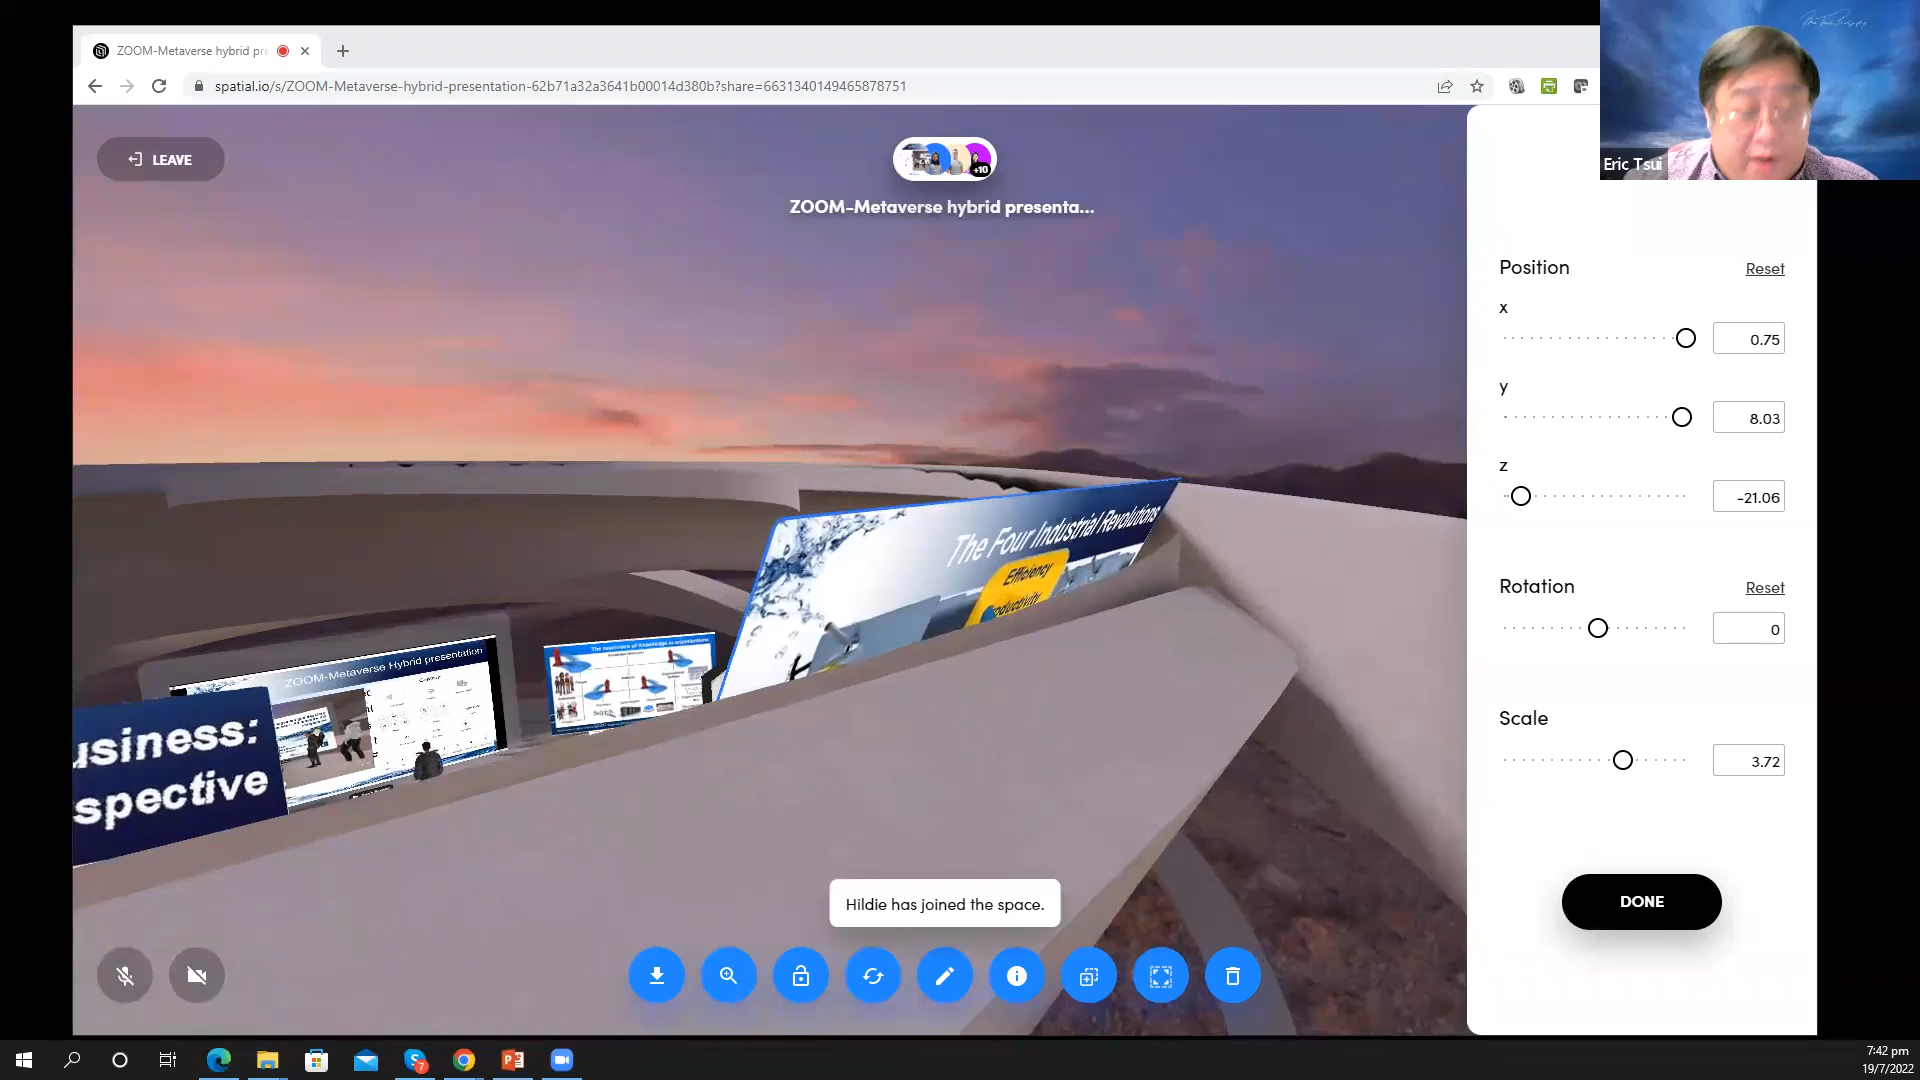 ZOOM-Metaverse hybrid pr
spatial.io/s/ZOOM-Metaverse-hybrid-presentation-62b71a32a3641b00014d380b?share=6631340149465878751
Eric Tsui
LEAVE
+10
ZOOM-Metaverse hybrid presenta...
Position
Reset
x
0.75
y
8.03
z
-21.06
Rotation
Reset
0
Scale
3.72
DONE
The Four Industrial Revolutions
Efficiency
ZOOM-Metaverse Hybrid presentation
usiness:
spective
Hildie has joined the space.
7
7:42 pm
19/7/2022